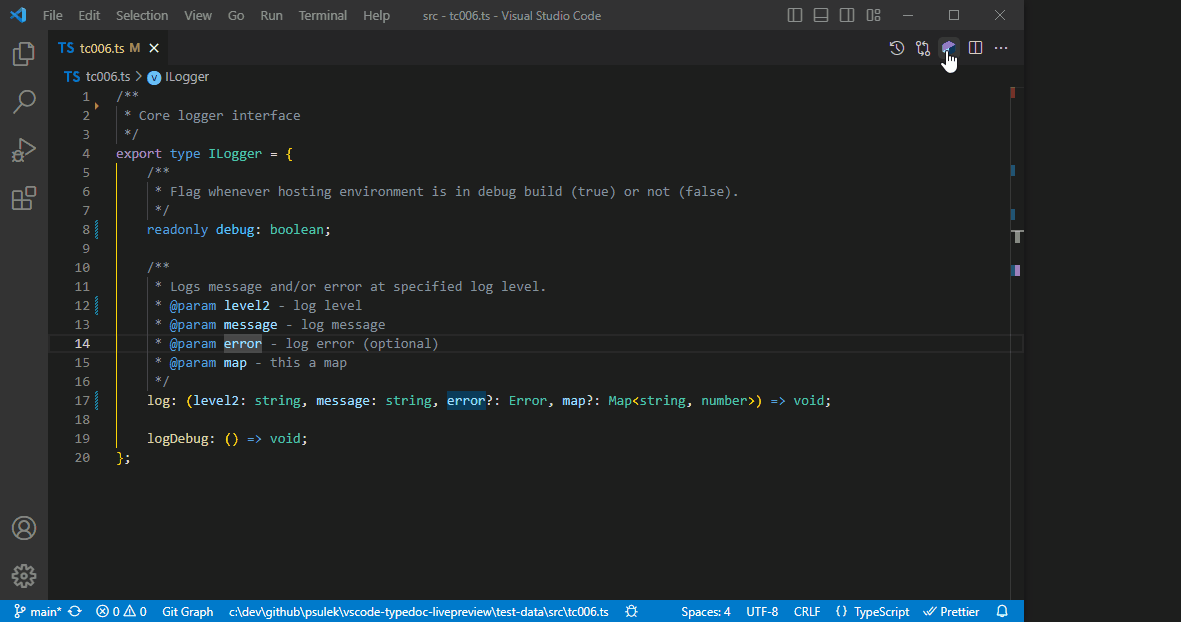 File Edit Selection View Go Run Terminal Help src - tc006.ts - Visual Studio Code
TS tc006.ts M
TS tc006.ts > ILogger
1 /**
2 * Core logger interface
3 */
4 export type ILogger = {
5 /**
6 * Flag whenever hosting environment is in debug build (true) or not (false).
7 */
8 readonly debug: boolean;
9
10 /**
11 * Logs message and/or error at specified log level.
12 * @param level2 - log level
13 * @param message - log message
14 * @param error - log error (optional)
15 * @param map - this a map
16 */
17 log: (level2: string, message: string, error?: Error, map?: Map<string, number>) => void;
18
19 logDebug: () => void;
20 };
main* 0 0 Git Graph c:\dev\github\psulek\vscode-typedoc-livepreview\test-data\src\tc006.ts Spaces: 4 UTF-8 CRLF {} TypeScript Prettier